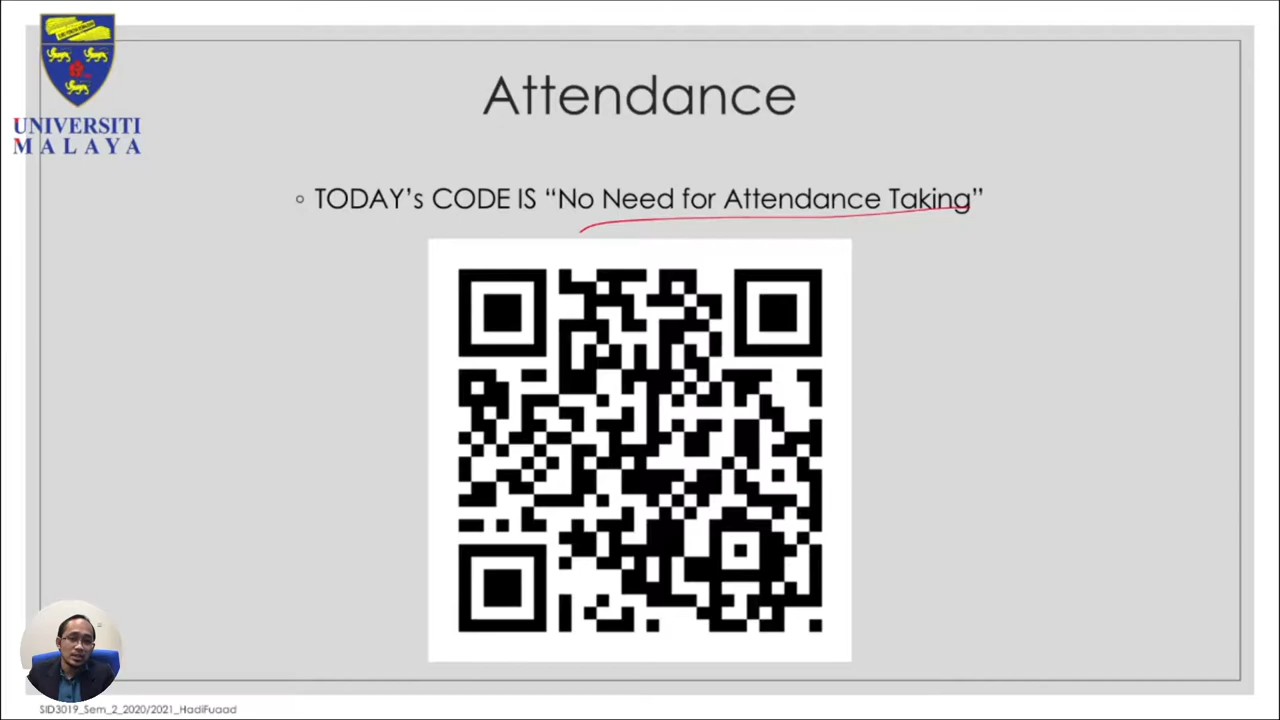 UNIVERSITI
MALAYA
Attendance
TODAY’s CODE IS “No Need for Attendance Taking”
SID3019_Sem_2_2020/2021_HadiFuaad